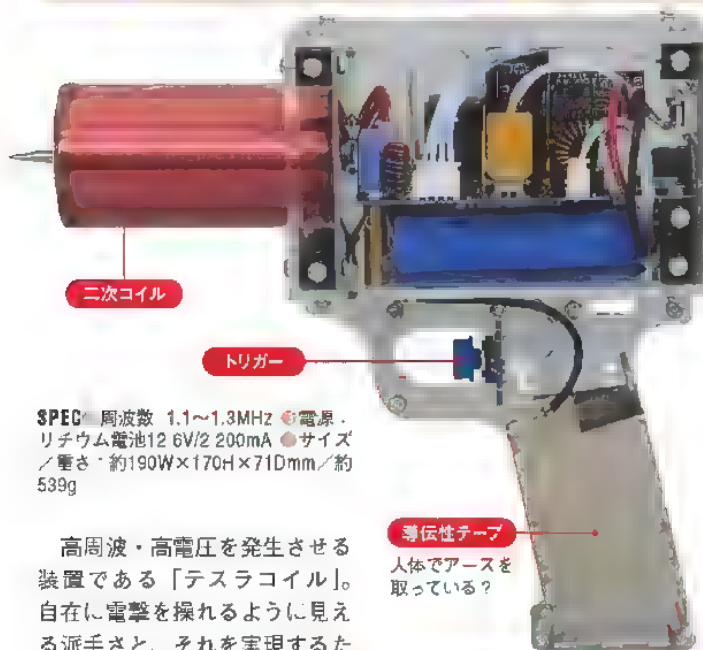 二次コイル
トリガー
SPEC 周波数 1.1〜1.3MHz ●電源・
リチウム電池12 6V/2 200mA ●サイズ
/重さ・約190W×170H×71Dmm/約
539g
導伝性テープ
人体でアースを
取っている?
高周波・高電圧を発生させる
装置である「テスラコイル」。
自在に電撃を操れるように見え
る派手さと、それを実現するた